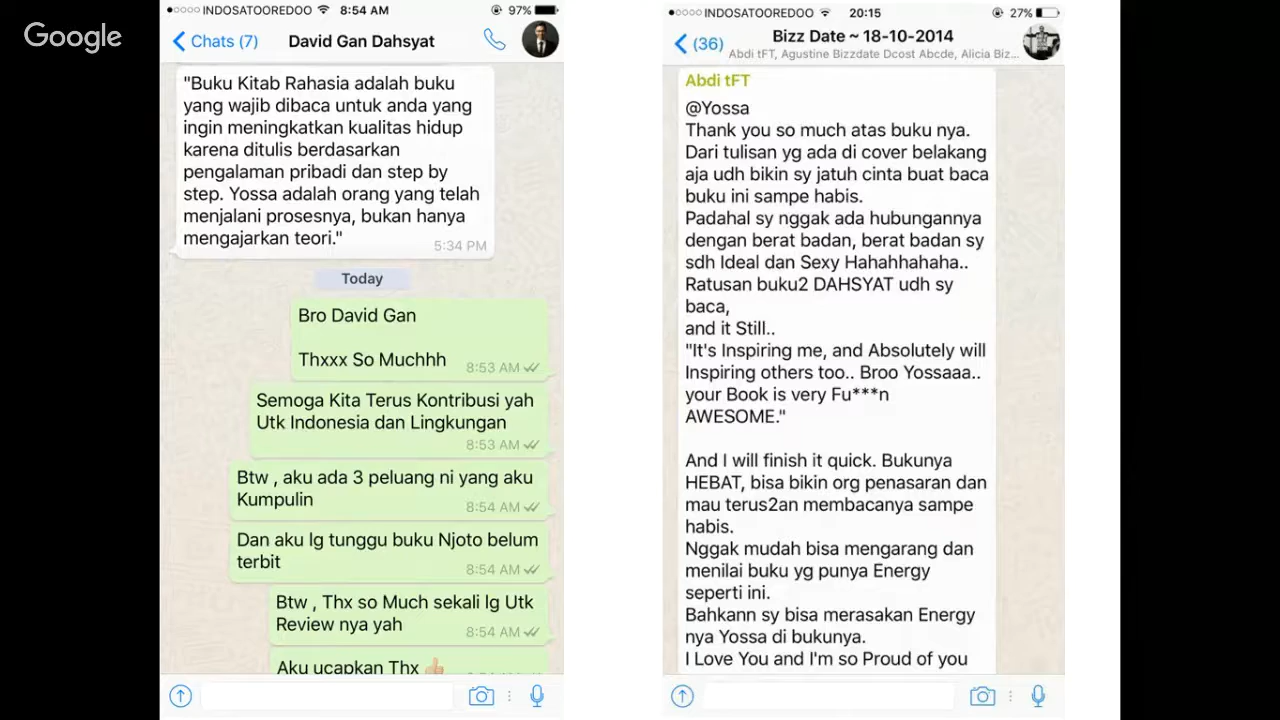 Google
●○○○○ INDOSATOOREDOO 8:54 AM 97%
Chats (7) David Gan Dahsyat
"Buku Kitab Rahasia adalah buku
yang wajib dibaca untuk anda yang
ingin meningkatkan kualitas hidup
karena ditulis berdasarkan
pengalaman pribadi dan step by
step. Yossa adalah orang yang telah
menjalani prosesnya, bukan hanya
mengajarkan teori."
5:34 PM
Today
Bro David Gan
Thxxx So Muchhh
8:53 AM
Semoga Kita Terus Kontribusi yah
Utk Indonesia dan Lingkungan
8:53 AM
Btw , aku ada 3 peluang ni yang aku
Kumpulin
8:54 AM
Dan aku lg tunggu buku Njoto belum
terbit
8:54 AM
Btw , Thx so Much sekali lg Utk
Review nya yah
8:54 AM
Aku ucapkan Thx 👍🏼
●○○○○ INDOSATOOREDOO 20:15 27%
(36) Bizz Date ~ 18-10-2014
Abdi tFT, Agustine Bizzdate Dcost Abcde, Alicia Biz...
Abdi tFT
@Yossa
Thank you so much atas buku nya.
Dari tulisan yg ada di cover belakang
aja udh bikin sy jatuh cinta buat baca
buku ini sampe habis.
Padahal sy nggak ada hubungannya
dengan berat badan, berat badan sy
sdh Ideal dan Sexy Hahahhahaha..
Ratusan buku2 DAHSYAT udh sy
baca,
and it Still..
"It's Inspiring me, and Absolutely will
Inspiring others too.. Broo Yossaaa..
your Book is very Fu***n
AWESOME."
And I will finish it quick. Bukunya
HEBAT, bisa bikin org penasaran dan
mau terus2an membacanya sampe
habis.
Nggak mudah bisa mengarang dan
menilai buku yg punya Energy
seperti ini.
Bahkann sy bisa merasakan Energy
nya Yossa di bukunya.
I Love You and I'm so Proud of you